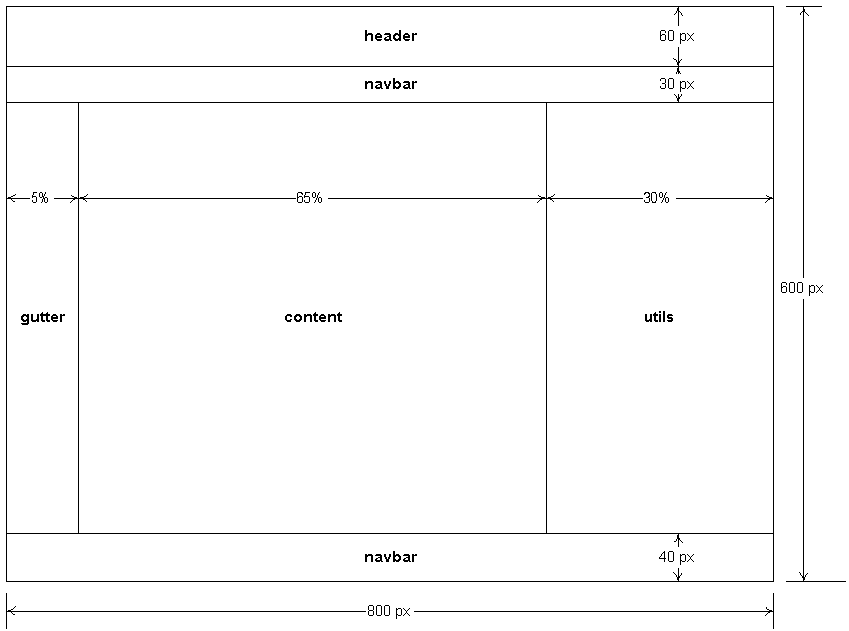 header
60 px
navbar
30 px
5%
65%
30%
600 px
gutter
content
utils
navbar
40 px
800 px